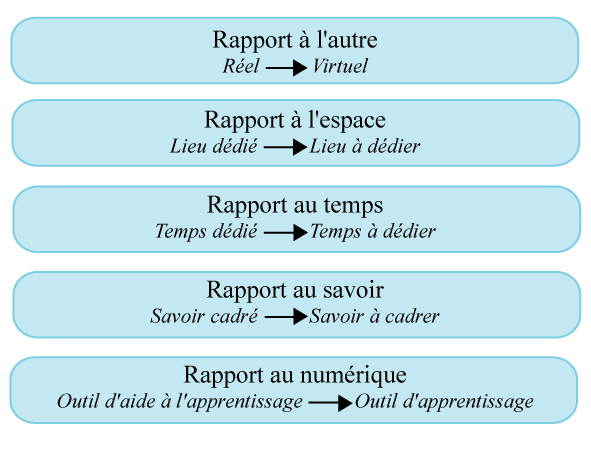 Rapport à l'autre
Réel → Virtuel
Rapport à l'espace
Lieu dédié → Lieu à dédier
Rapport au temps
Temps dédié → Temps à dédier
Rapport au savoir
Savoir cadré → Savoir à cadrer
Rapport au numérique
Outil d'aide à l'apprentissage → Outil d'apprentissage